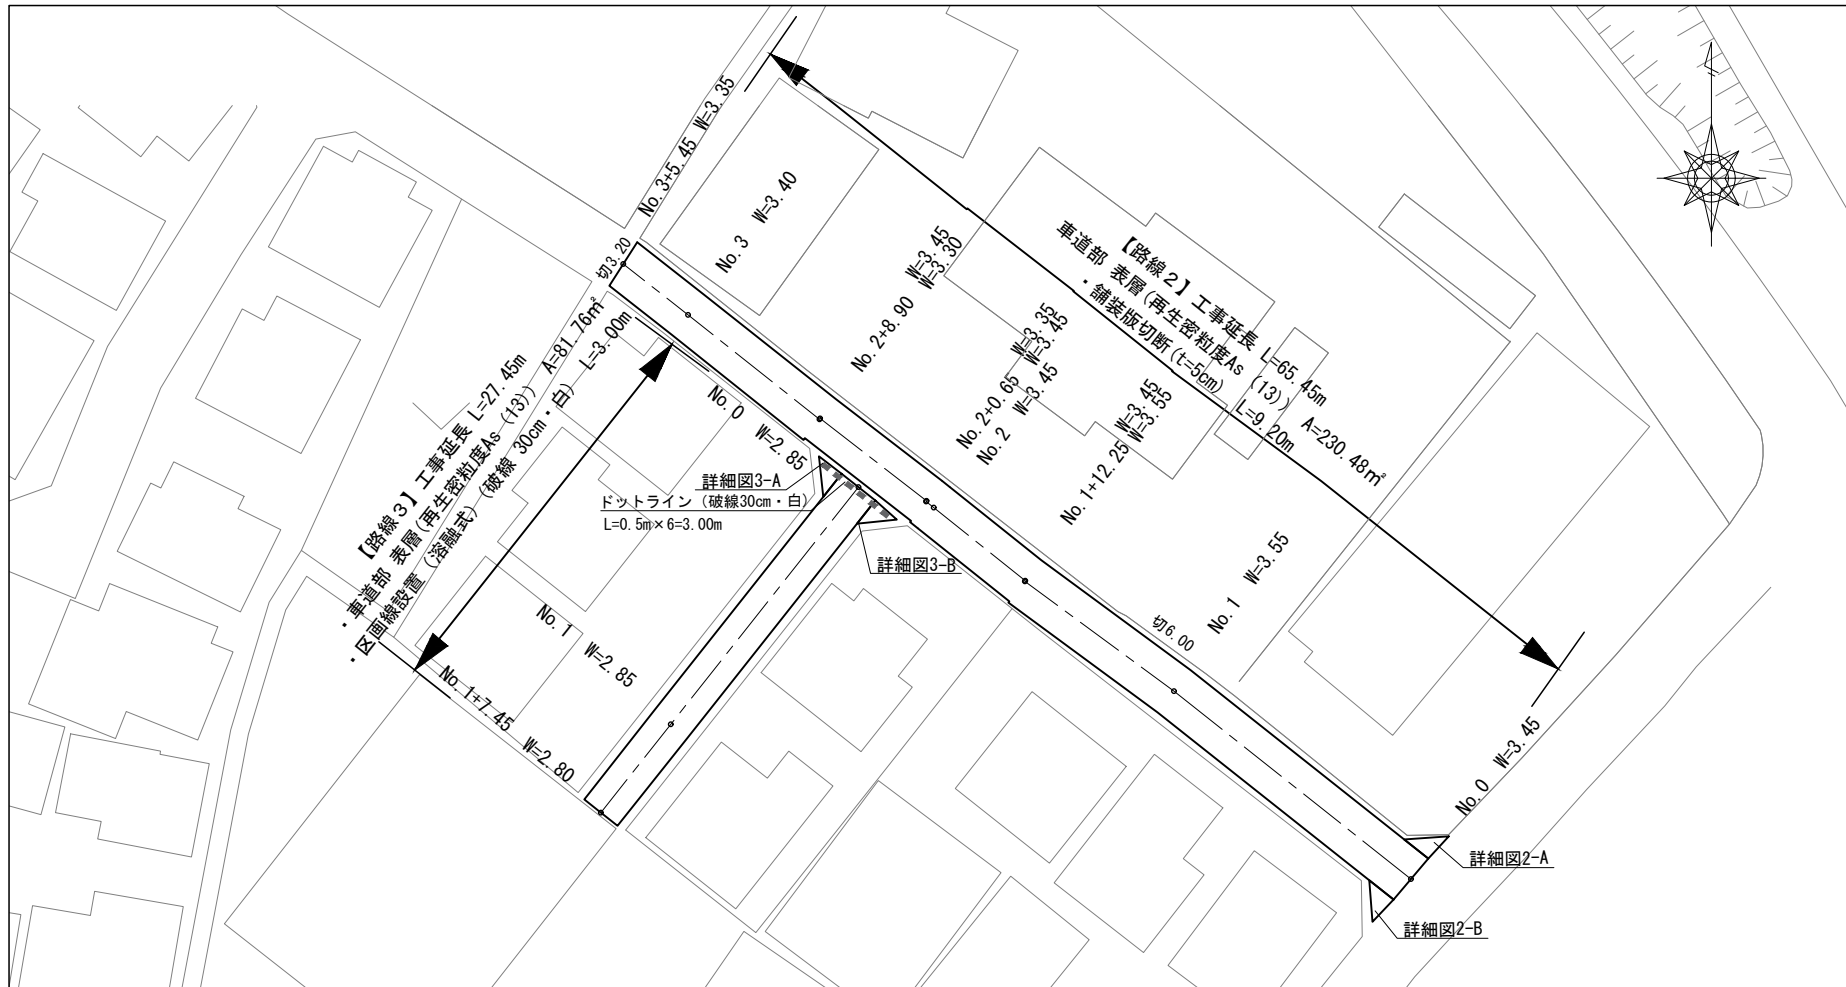 No.3+5.45 W=3.35
No.3 W=3.40
切3.20
W=3.45
No.2+8.90 W=3.30
W=3.35
No.2+0.65 W=3.45
No.2 W=3.45
W=3.45
No.1+12.25 W=3.55
【路線２】工事延長 L=65.45m
車道部 表層(再生密粒度As (13)) A=230.48㎡
・舗装版切断(t=5cm) L=9.20m
No.1 W=3.55
切6.00
No.0 W=3.45
【路線３】工事延長 L=27.45m
・車道部 表層(再生密粒度As (13)) A=81.76㎡
・区画線設置 (溶融式) (破線 30cm・白) L=3.00m
No.0 W=2.85
詳細図3-A
ドットライン (破線30cm・白)
L=0.5m×6=3.00m
詳細図3-B
No.1 W=2.85
No.1+7.45 W=2.80
詳細図2-A
詳細図2-B